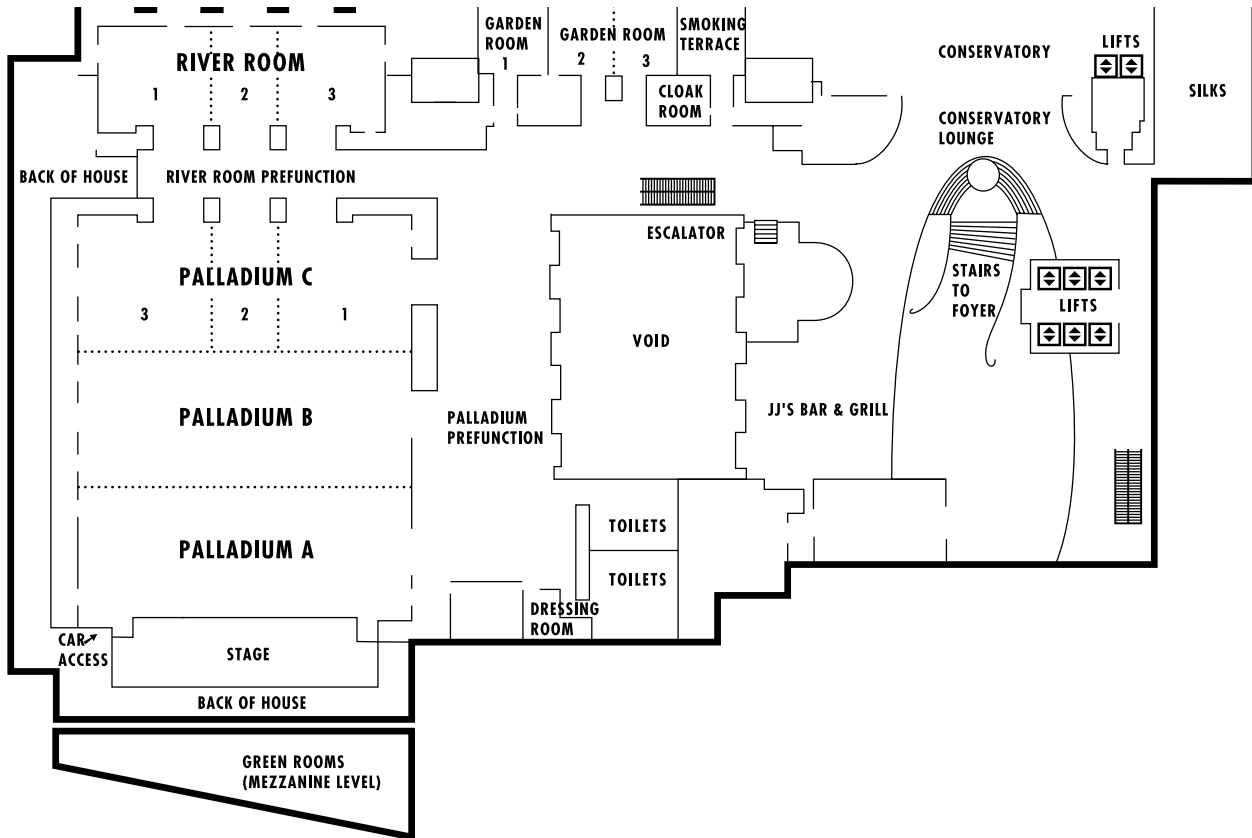 GARDEN
ROOM
1
GARDEN ROOM
2 3
SMOKING
TERRACE
CONSERVATORY
LIFTS
RIVER ROOM
1 2 3
CLOAK
ROOM
SILKS
CONSERVATORY
LOUNGE
BACK OF HOUSE
RIVER ROOM PREFUNCTION
ESCALATOR
PALLADIUM C
3 2 1
STAIRS
TO
FOYER
LIFTS
VOID
PALLADIUM B
PALLADIUM
PREFUNCTION
JJ'S BAR & GRILL
PALLADIUM A
TOILETS
TOILETS
DRESSING
ROOM
CAR
ACCESS
STAGE
BACK OF HOUSE
GREEN ROOMS
(MEZZANINE LEVEL)